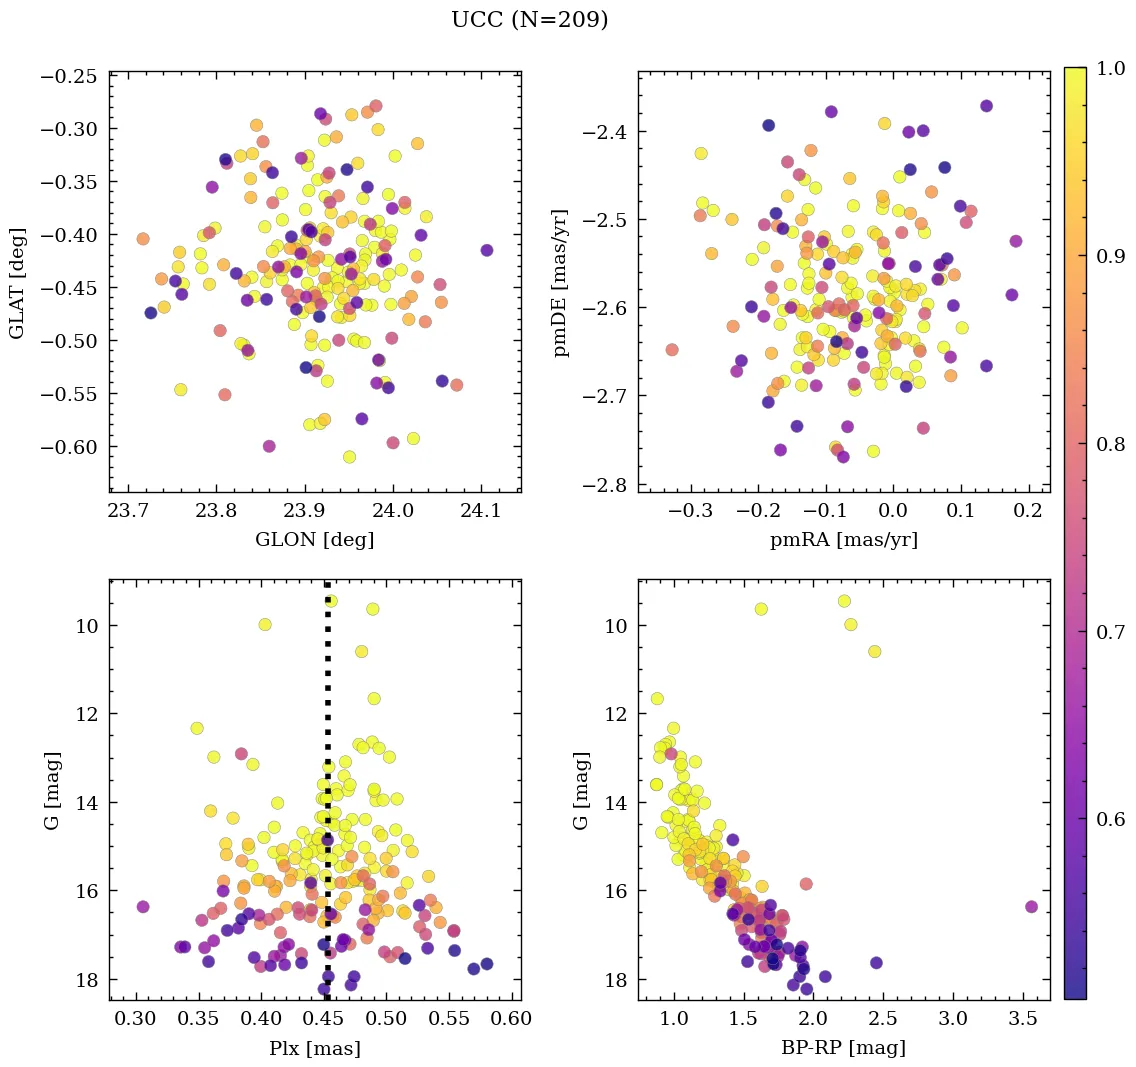 UCC (N=209)
−0.25
−0.30
−0.35
−0.40
−0.45
−0.50
−0.55
−0.60
GLAT [deg]
23.7 23.8 23.9 24.0 24.1
GLON [deg]
−2.4
−2.5
−2.6
−2.7
−2.8
pmDE [mas/yr]
−0.3 −0.2 −0.1 0.0 0.1 0.2
pmRA [mas/yr]
10
12
14
16
18
G [mag]
0.30 0.35 0.40 0.45 0.50 0.55 0.60
Plx [mas]
10
12
14
16
18
G [mag]
1.0 1.5 2.0 2.5 3.0 3.5
BP-RP [mag]
1.0
0.9
0.8
0.7
0.6